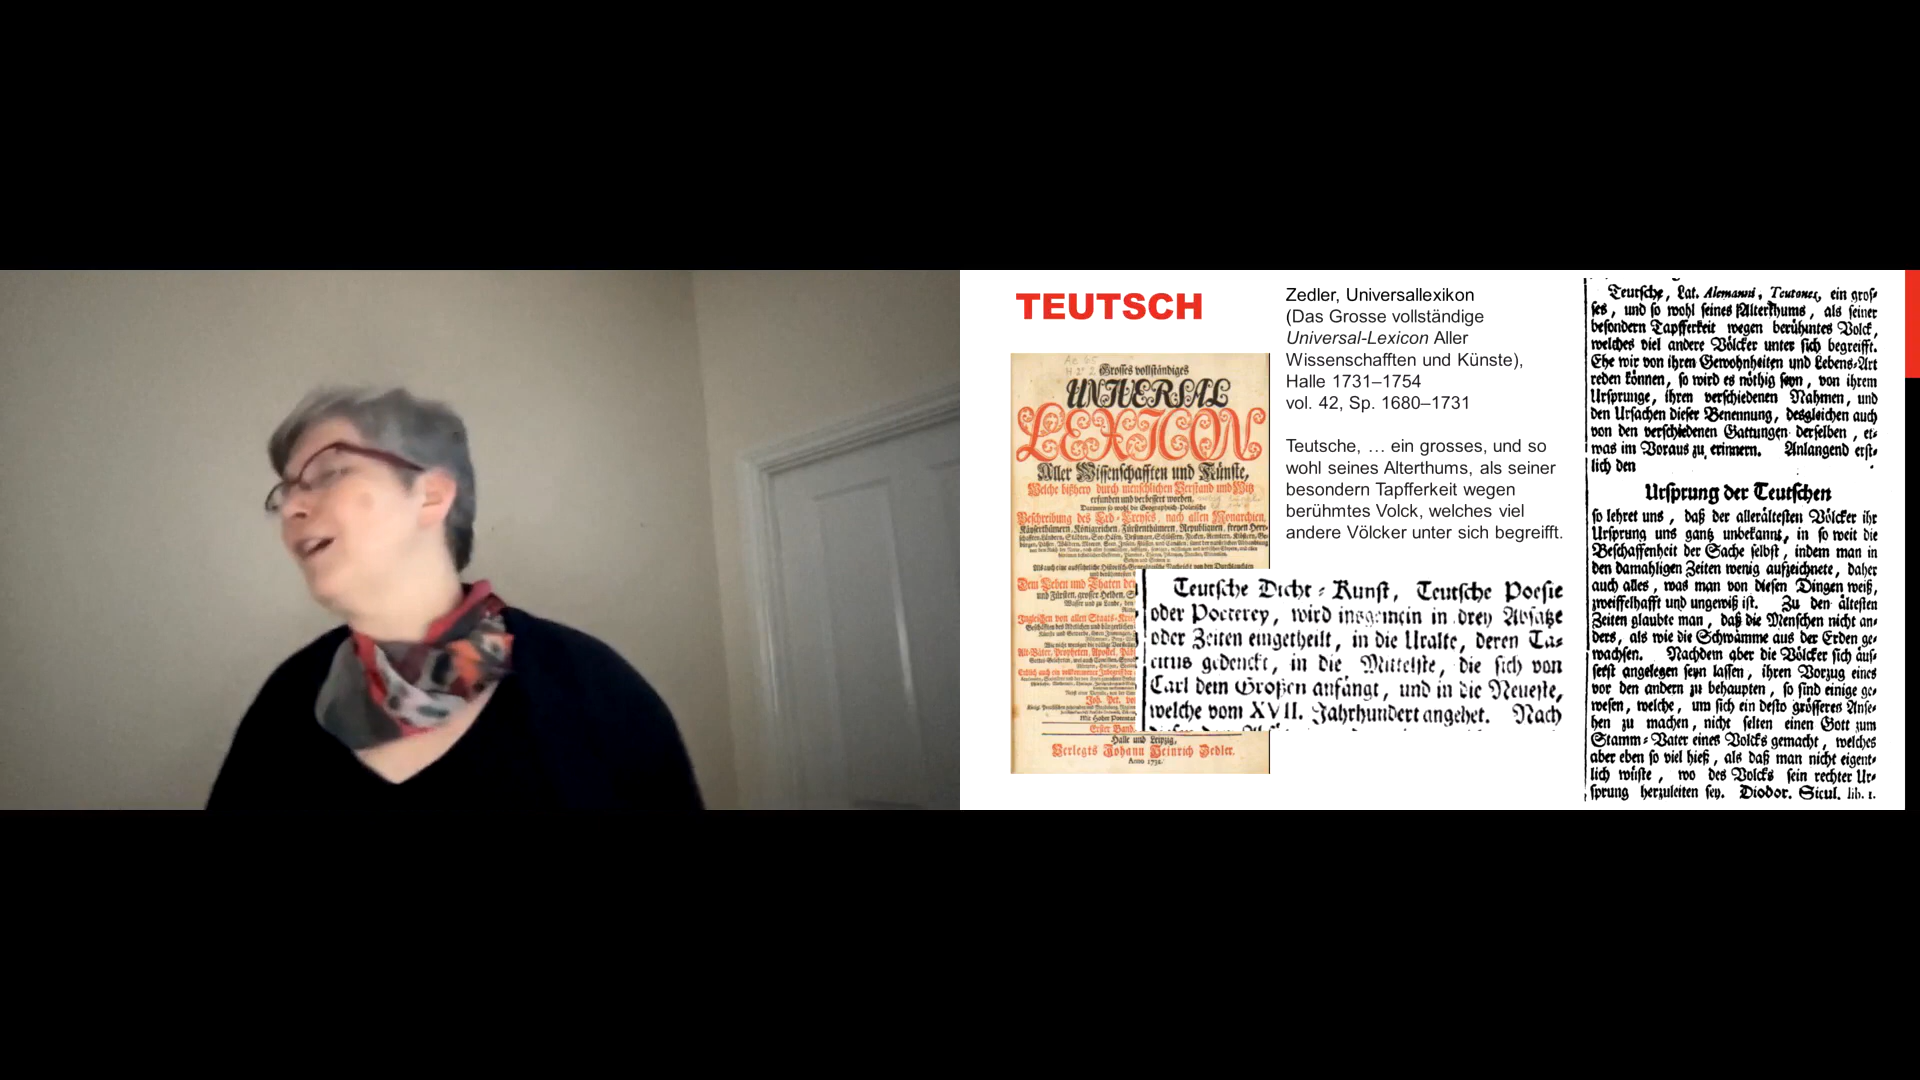 TEUTSCH
Zedler, Universallexikon
(Das Grosse vollständige
Universal-Lexicon Aller
Wissenschafften und Künste),
Halle 1731–1754
vol. 42, Sp. 1680–1731
Teutsche, … ein grosses, und so
wohl seines Alterthums, als seiner
besondern Tapfferkeit wegen
berühmtes Volck, welches viel
andere Völcker unter sich begreifft.
Grosses vollständiges
UNIVERSAL
LEXICON
Aller Wissenschafften und Künste,
Welche bißhero durch menschlichen Verstand und Witz
erfunden und verbessert worden.
Halle und Leipzig,
Verlegts Johann Heinrich Zedler.
Anno 1732.
Teutsche Dicht-Kunst, Teutsche Poesie
oder Poeterey, wird insgemein in drey Absätze
oder Zeiten eingetheilt, in die Uralte, deren Ta-
citus gedenckt, in die Mittelste, die sich von
Carl dem Großen anfängt, und in die Neueste,
welche vom XVII. Jahrhundert angehet. Nach
Teutsche, Lat. Alemanni, Teutones, ein gros-
ses, und so wohl seines Alterthums, als seiner
besondern Tapfferkeit wegen berühmtes Volck,
welches viel andere Völcker unter sich begreifft.
Ehe wir von ihren Gewohnheiten und Lebens-Art
reden können, so wird es nöthig seyn, von ihrem
Ursprunge, ihren verschiedenen Nahmen, und
den Ursachen dieser Benennung, desgleichen auch
von den verschiedenen Gattungen derselben, et-
was im Voraus zu erinnern. Anlangend erst-
lich den
Ursprung der Teutschen
so lehret uns, daß der allerältesten Völcker ihr
Ursprung uns gantz unbekannt, in so weit die
Beschaffenheit der Sache selbst, indem man in
den damahligen Zeiten wenig aufzeichnete, daher
auch alles, was man von diesen Dingen weiß,
zweiffelhafft und ungewiß ist. Zu den ältesten
Zeiten glaubte man, daß die Menschen nicht an-
ders, als wie die Schwämme aus der Erden ge-
wachsen. Nachdem aber die Völcker sich äus-
serst angelegen seyn lassen, ihren Vorzug eines
vor den andern zu behaupten, so sind einige ge-
wesen, welche, um sich ein desto grösseres Anse-
hen zu machen, nicht selten einen Gott zum
Stamm-Vater eines Volcks gemacht, welches
aber eben so viel hieß, als daß man nicht eigent-
lich wüste, wo des Volcks sein rechter Ur-
sprung herzuleiten sey. Diodor. Sicul. lib. 1.